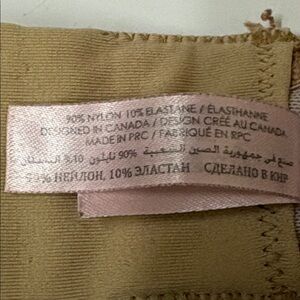 90% NYLON 10% ELASTANE / ÉLASTHANNE
DESIGNED IN CANADA / DESIGN CRÉÉ AU CANADA
MADE IN PRC / FABRIQUÉ EN RPC
صنع في جمهورية الصين الشعبية 90% نايلون 10% ايلاستان
90% НЕЙЛОН, 10% ЭЛАСТАН СДЕЛАНО В КНР